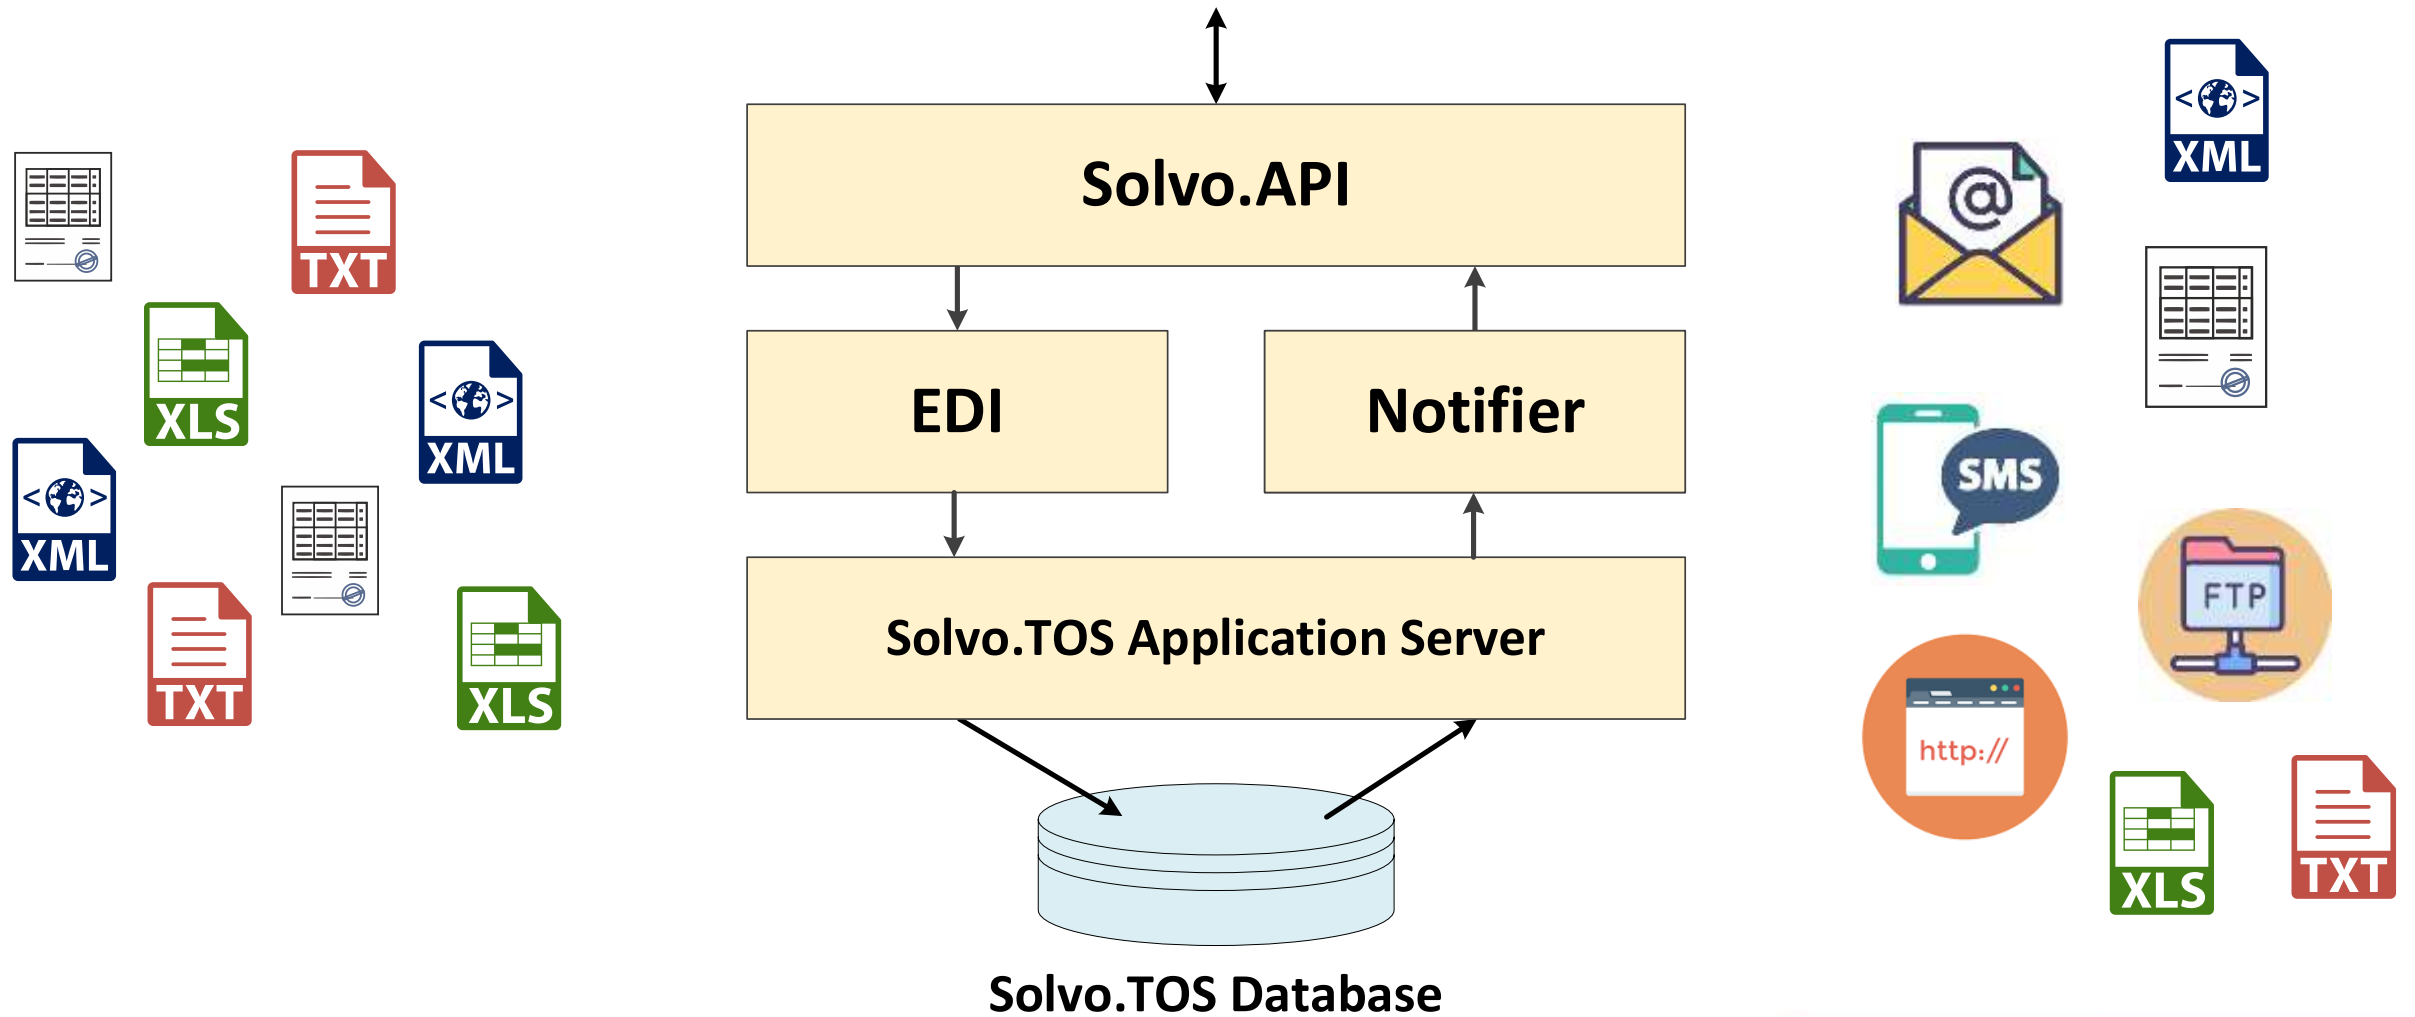 Solvo.API
EDI
Notifier
Solvo.TOS Application Server
Solvo.TOS Database
TXT
XLS
< > XML
< > XML
TXT
XLS
< > XML
@
SMS
FTP
http://
XLS
TXT